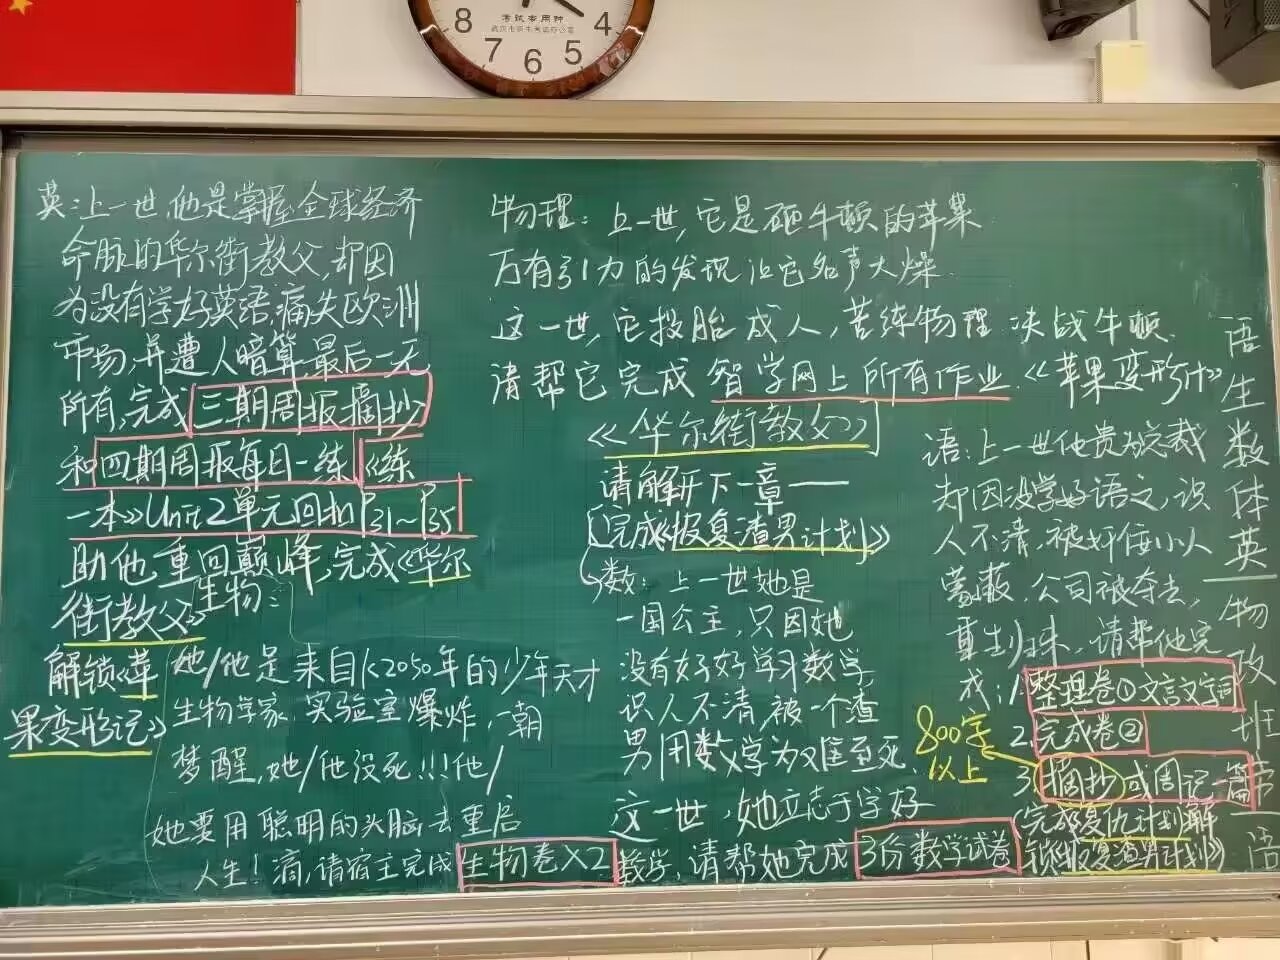 8 7 6 5 4
考试专用钟
英:上一世,他是掌握全球经济
命脉的华尔街教父,却因
为没有学好英语,痛失欧洲
市场,并遭人暗算,最后一无
所有,完成三期周报摘抄
和四期周报每日一练《练
一本》Unit2单元回扣P31~P35
助他重回巅峰,完成《华尔
街教父》
解锁《苹
果变形记》
生物:
她/他是来自2050年的少年天才
生物学家,实验室爆炸,一朝
梦醒,她/他没死!!!他/
她要用聪明的头脑去重启
人生!滴,请宿主完成生物卷×2
物理:上一世,它是砸牛顿的苹果
万有引力的发现让它名声大燥
这一世,它投胎成人,苦练物理 决战牛顿.
请帮它完成智学网上所有作业.《苹果变形计》
《华尔街教父》
请解开下一章——
完成《报复渣男计划》
数:上一世她是
一国公主,只因她
没有好好学习数学,
识人不清,被一个渣
男用数学为难至死.
这一世,她立志于学好
数学,请帮她完成3份数学试卷
语:上一世他贵为总裁
却因没学好语文,识
人不清,被奸佞小人
蒙蔽,公司被夺去,
重生归来,请帮他完
成:1.整理卷①文言文字词
2.完成卷②
3.摘抄或周记一篇
800字
以上
(完成复仇计划,解
锁《报复渣男计划》)
语
生
数
体
英
物
政
班
语